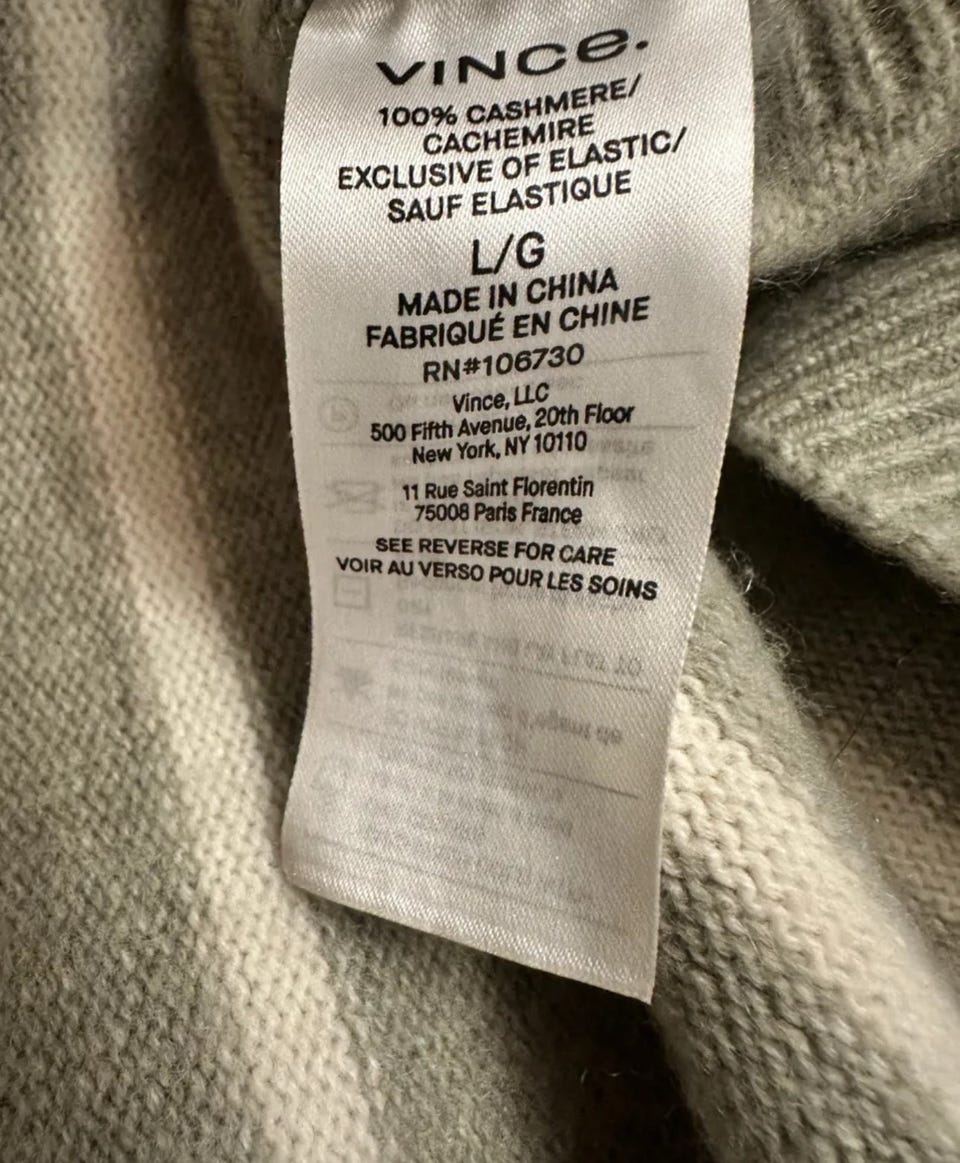 VINCE.
100% CASHMERE/
CACHEMIRE
EXCLUSIVE OF ELASTIC/
SAUF ELASTIQUE
L/G
MADE IN CHINA
FABRIQUÉ EN CHINE
RN#106730
Vince, LLC
500 Fifth Avenue, 20th Floor
New York, NY 10110
11 Rue Saint Florentin
75008 Paris France
SEE REVERSE FOR CARE
VOIR AU VERSO POUR LES SOINS